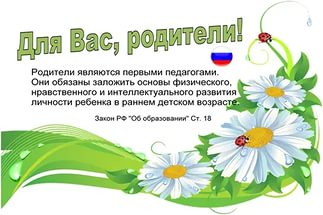 Для Вас, родители!
Родители являются первыми педагогами.
Они обязаны заложить основы физического,
нравственного и интеллектуального развития
личности ребенка в раннем детском возрасте.
Закон РФ "Об образовании" Ст. 18